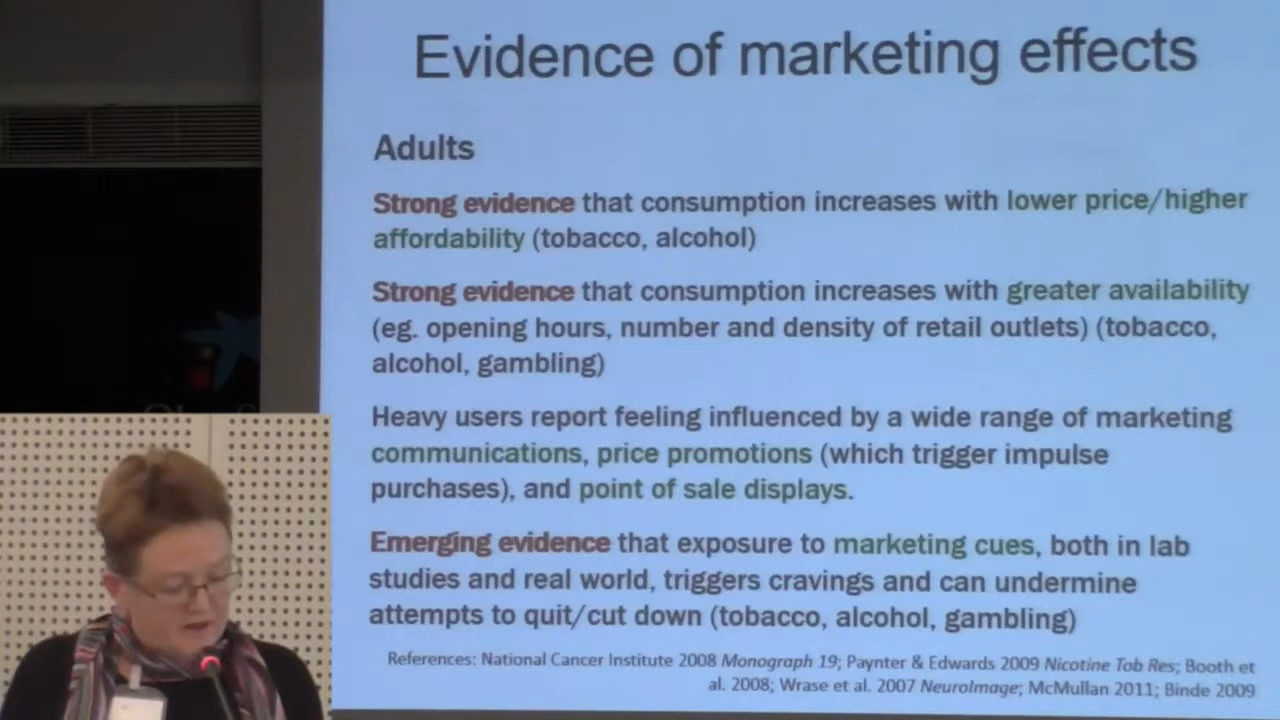 Evidence of marketing effects
Adults
Strong evidence that consumption increases with lower price/higher
affordability (tobacco, alcohol)
Strong evidence that consumption increases with greater availability
(eg. opening hours, number and density of retail outlets) (tobacco,
alcohol, gambling)
Heavy users report feeling influenced by a wide range of marketing
communications, price promotions (which trigger impulse
purchases), and point of sale displays.
Emerging evidence that exposure to marketing cues, both in lab
studies and real world, triggers cravings and can undermine
attempts to quit/cut down (tobacco, alcohol, gambling)
References: National Cancer Institute 2008 Monograph 19; Paynter & Edwards 2009 Nicotine Tob Res; Booth et
al. 2008; Wrase et al. 2007 NeuroImage; McMullan 2011; Binde 2009